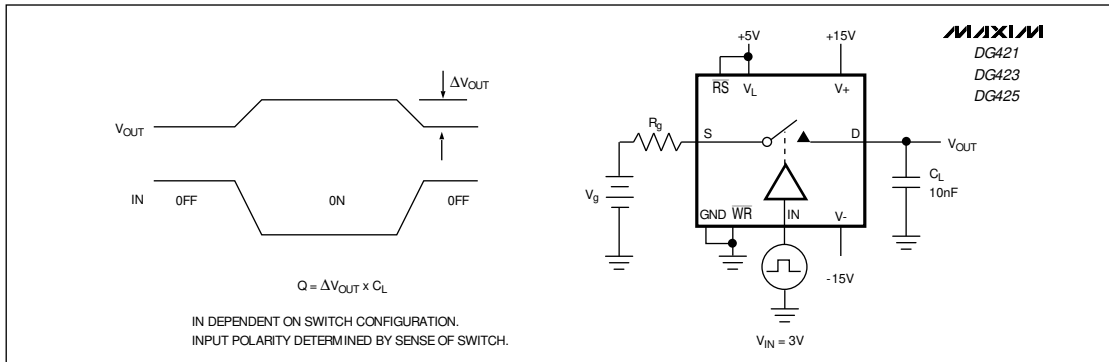 ΔVOUT
VOUT
IN 0FF 0N 0FF
Q = ΔVOUT x CL
IN DEPENDENT ON SWITCH CONFIGURATION.
INPUT POLARITY DETERMINED BY SENSE OF SWITCH.
+5V +15V
RS VL V+
Rg
S D
VOUT
Vg
CL
10nF
GND WR IN V-
-15V
VIN = 3V
MAXIM
DG421
DG423
DG425